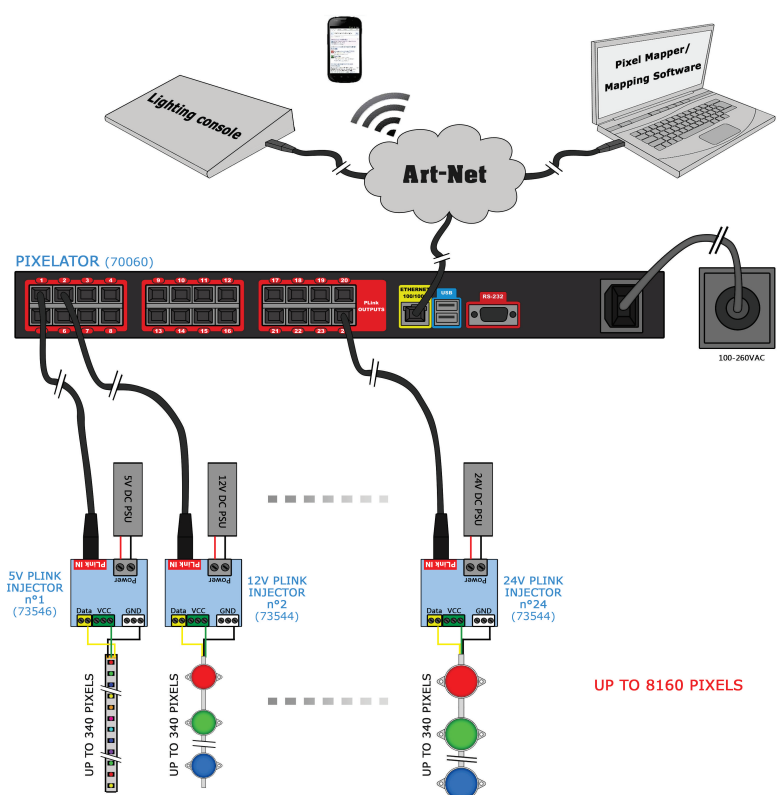 Lighting console
Pixel Mapper/
Mapping Software
Art-Net
PIXELATOR (70060)
1 2 3 4
9 10 11 12
17 18 19 20
6 7 8
13 14 15 16
21 22 23
PLink
OUTPUTS
ETHERNET
USB
RS-232
100-260VAC
5V DC PSU
12V DC PSU
24V DC PSU
5V PLINK
INJECTOR
n°1
(73546)
PLink IN
Power
Data VCC GND
12V PLINK
INJECTOR
n°2
(73544)
PLink IN
Power
Data VCC GND
24V PLINK
INJECTOR
n°24
(73544)
PLink IN
Power
Data VCC GND
UP TO 340 PIXELS
UP TO 340 PIXELS
UP TO 340 PIXELS
UP TO 8160 PIXELS